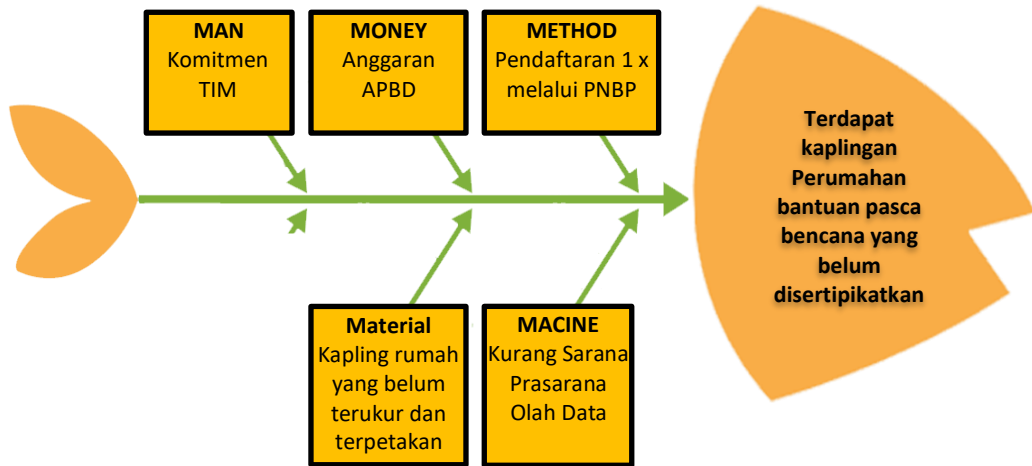 MAN
Komitmen
TIM
MONEY
Anggaran
APBD
METHOD
Pendaftaran 1 x
melalui PNBP
Terdapat
kaplingan
Perumahan
bantuan pasca
bencana yang
belum
disertipikatkan
Material
Kapling rumah
yang belum
terukur dan
terpetakan
MACINE
Kurang Sarana
Prasarana
Olah Data